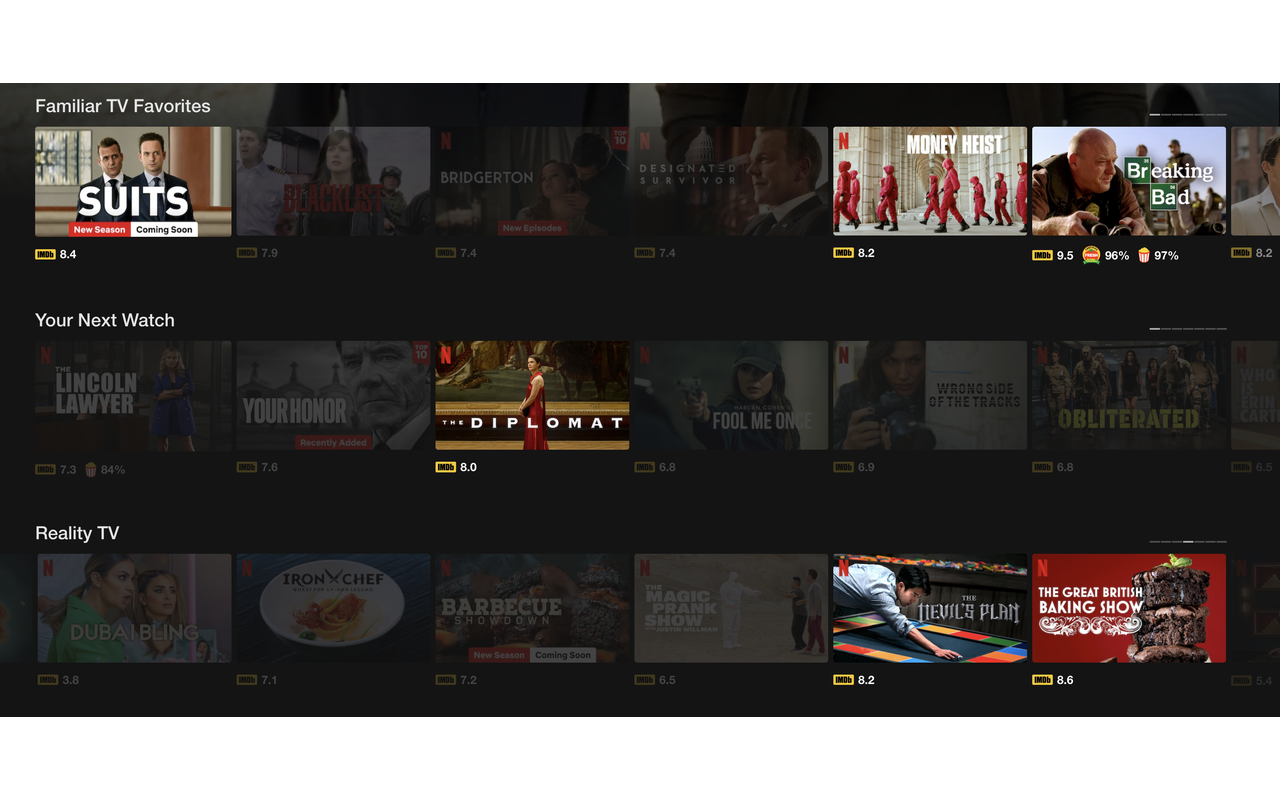 Familiar TV Favorites
SUITS
New Season Coming Soon
IMDb 8.4
BLACKLIST
IMDb 7.9
N
TOP 10
BRIDGERTON
New Episodes
IMDb 7.4
N
DESIGNATED
SURVIVOR
IMDb 7.4
N
MONEY HEIST
IMDb 8.2
Breaking
Bad
IMDb 9.5 96% 97%
IMDb 8.2
Your Next Watch
N
THE
LINCOLN
LAWYER
IMDb 7.3 84%
TOP 10
YOUR HONOR
Recently Added
IMDb 7.6
N
THE DIPLOMAT
IMDb 8.0
N
HARLAN COBEN'S
FOOL ME ONCE
IMDb 6.8
N
WRONG SIDE
OF THE TRACKS
IMDb 6.9
N
OBLITERATED
IMDb 6.8
N
WHO
IS
ERIN
CART
IMDb 6.5
Reality TV
N
DUBAI BLING
IMDb 3.8
N
IRON CHEF
QUEST FOR AN IRON LEGEND
IMDb 7.1
N
BARBECUE
SHOWDOWN
New Season Coming Soon
IMDb 7.2
N
THE
MAGIC
PRANK
SHOW
WITH JUSTIN WILLMAN
IMDb 6.5
N
THE
DEVIL'S PLAN
IMDb 8.2
N
THE GREAT BRITISH
BAKING SHOW
IMDb 8.6
N
IMDb 5.4